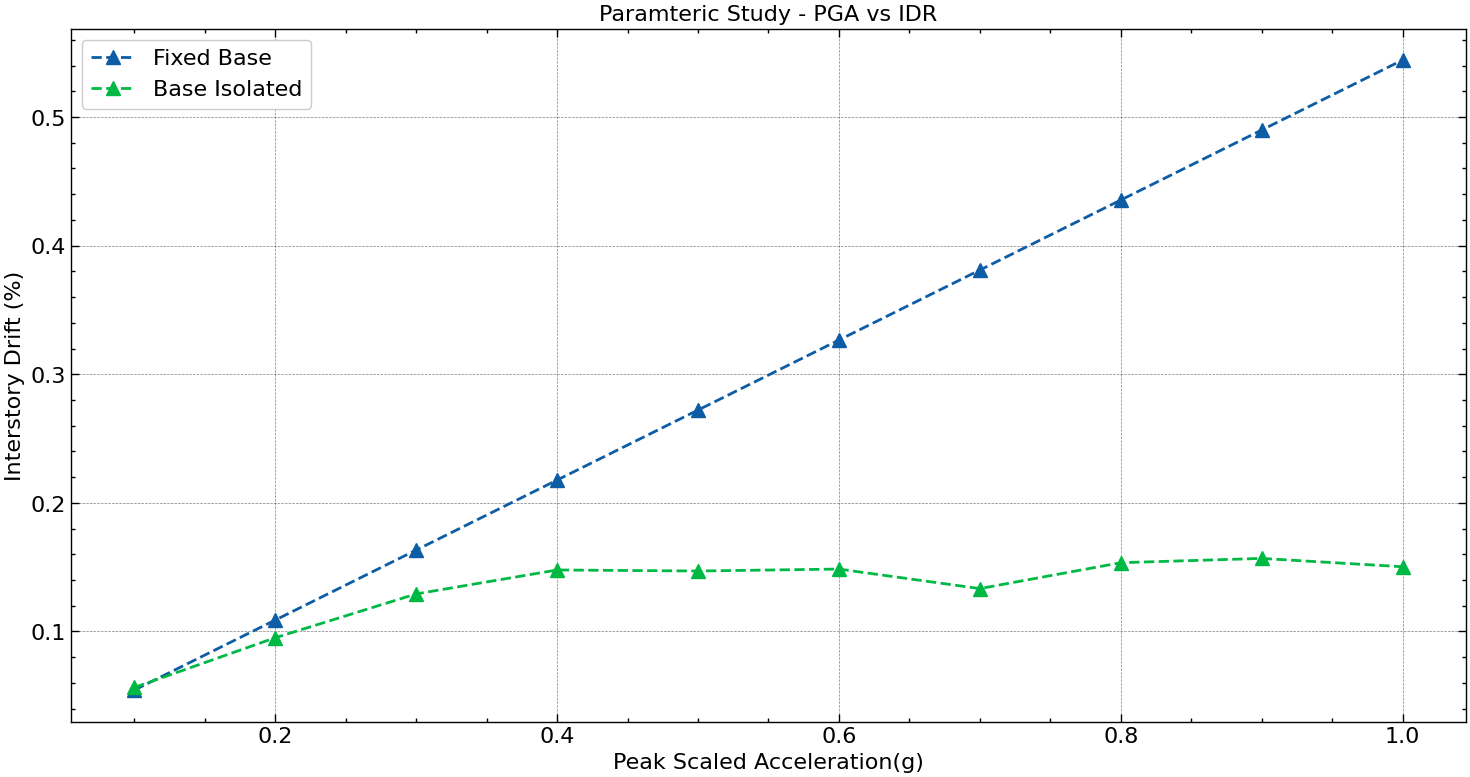 Paramteric Study - PGA vs IDR
Fixed Base
Base Isolated
0.5
0.4
0.3
0.2
0.1
Interstory Drift (%)
0.2 0.4 0.6 0.8 1.0
Peak Scaled Acceleration(g)